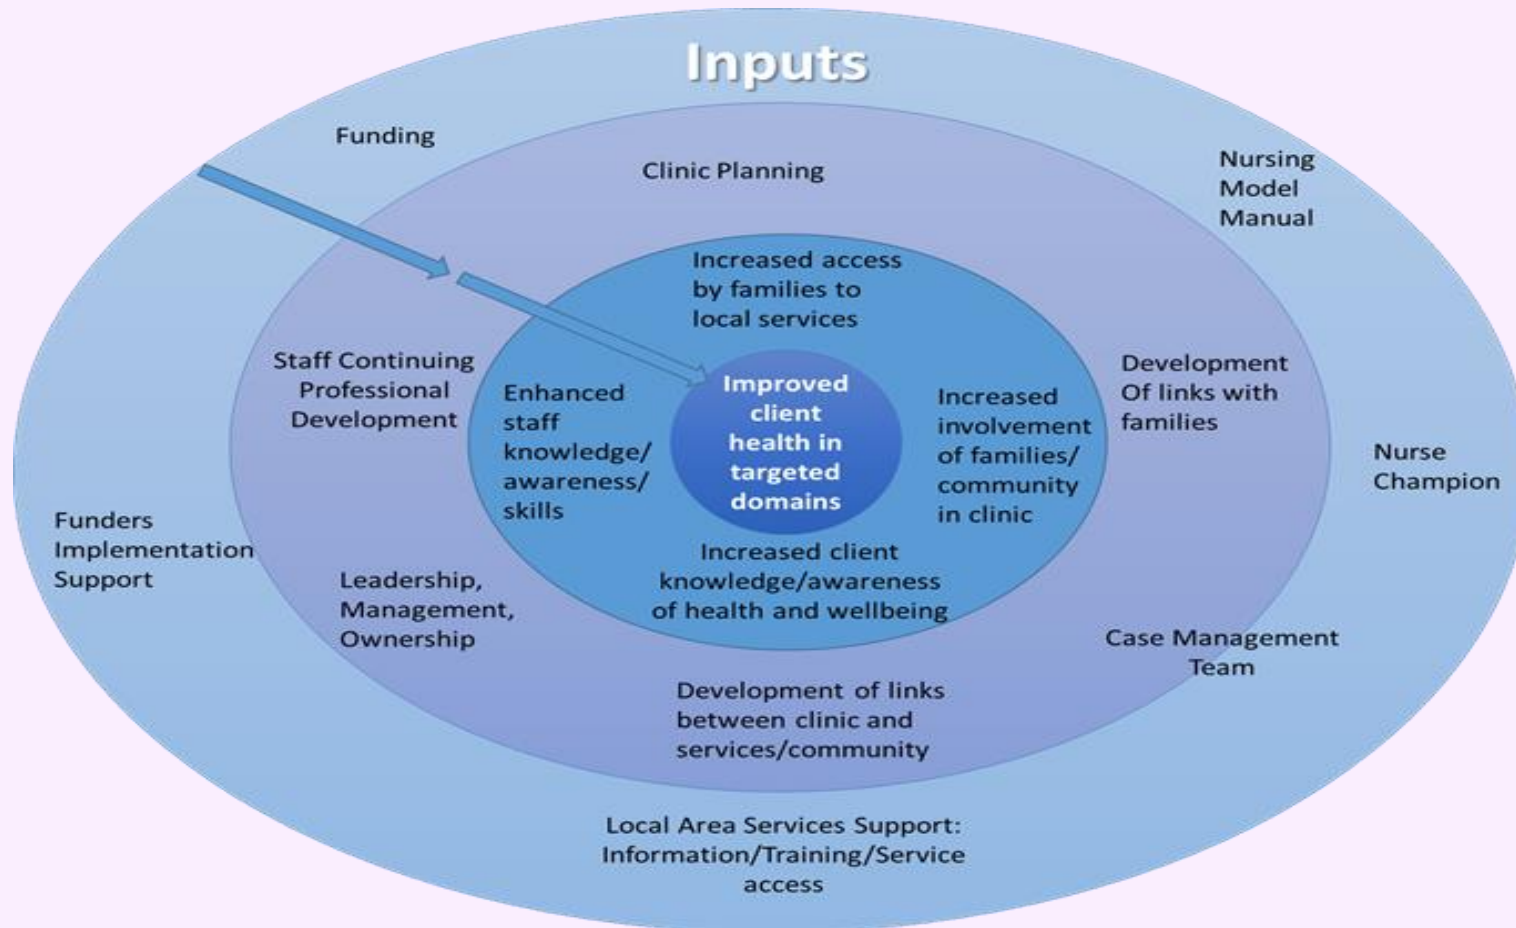 Inputs
Funding
Clinic Planning
Nursing
Model
Manual
Increased access
by families to
local services
Staff Continuing
Professional
Development
Enhanced
staff
knowledge/
awareness/
skills
Improved
client
health in
targeted
domains
Increased
involvement
of families/
community
in clinic
Development
Of links with
families
Nurse
Champion
Funders
Implementation
Support
Leadership,
Management,
Ownership
Increased client
knowledge/awareness
of health and wellbeing
Case Management
Team
Development of links
between clinic and
services/community
Local Area Services Support:
Information/Training/Service
access